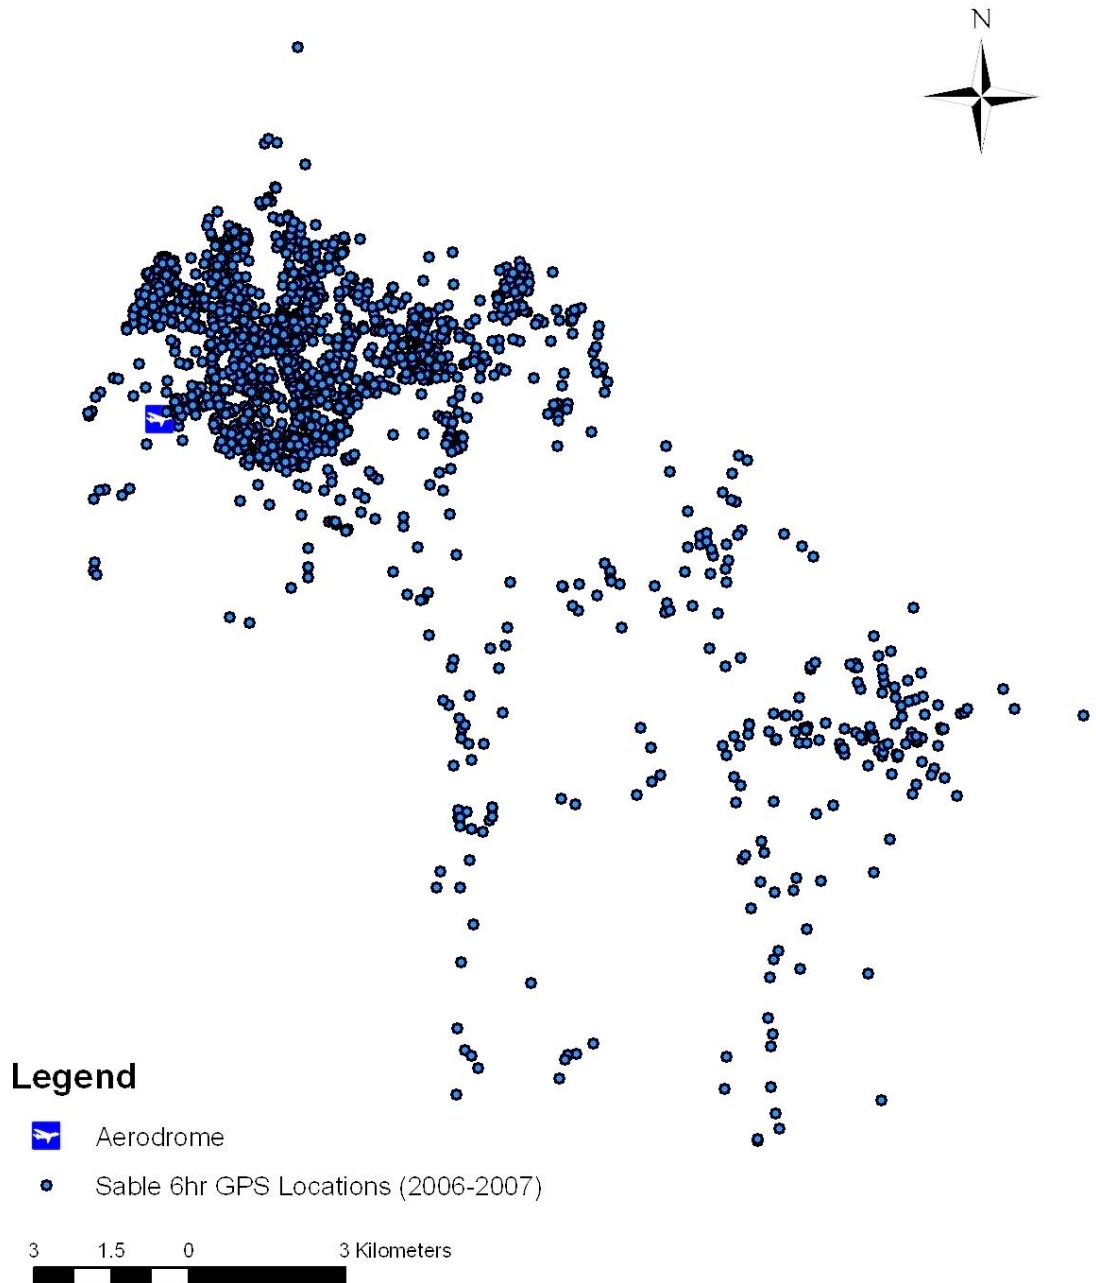 N
Legend
Aerodrome
Sable 6hr GPS Locations (2006-2007)
3 1.5 0 3 Kilometers